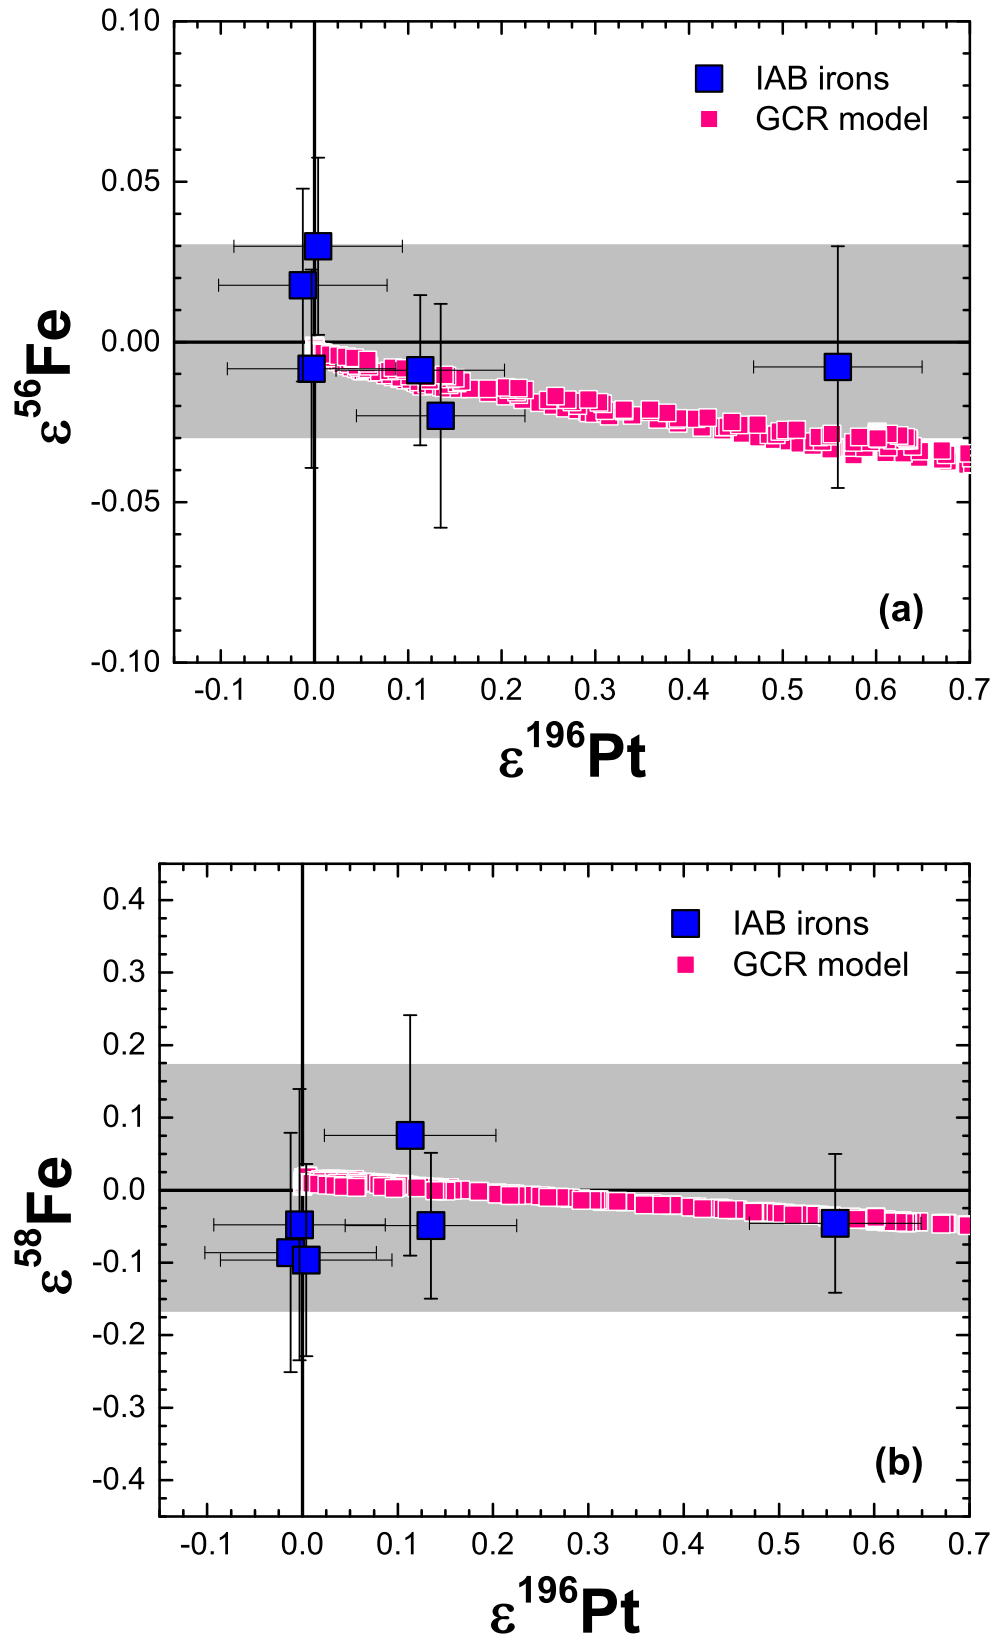 0.10
IAB irons
GCR model
0.05
0.00
-0.05
(a)
-0.10
-0.1 0.0 0.1 0.2 0.3 0.4 0.5 0.6 0.7
ε⁵⁶Fe
ε¹⁹⁶Pt
0.4
IAB irons
GCR model
0.3
0.2
0.1
0.0
-0.1
-0.2
-0.3
(b)
-0.4
-0.1 0.0 0.1 0.2 0.3 0.4 0.5 0.6 0.7
ε⁵⁸Fe
ε¹⁹⁶Pt